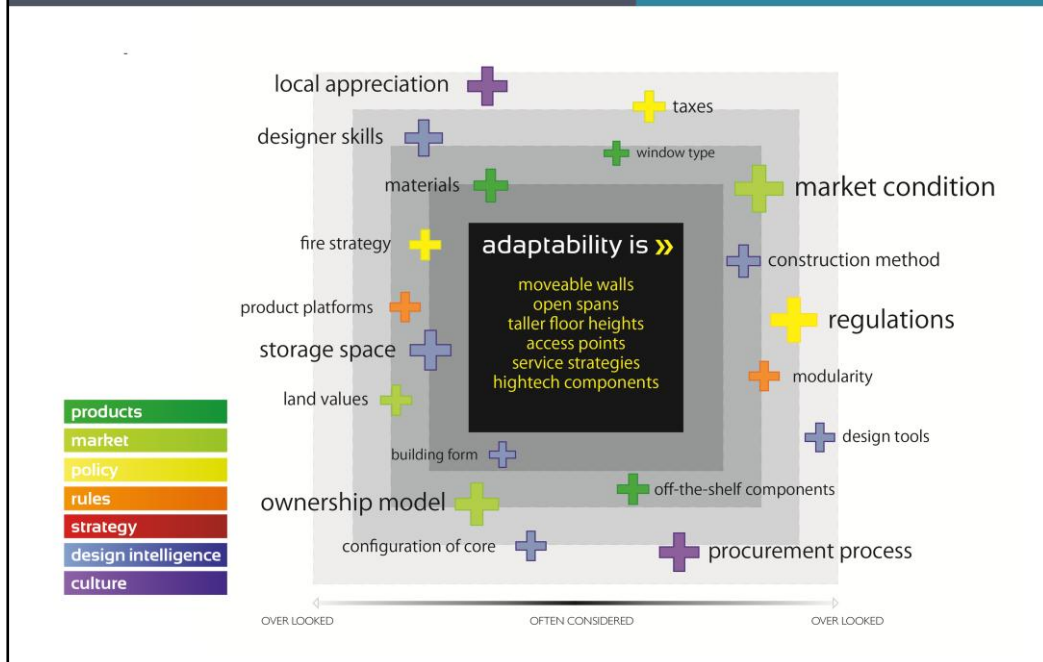 local appreciation
taxes
designer skills
window type
materials
market condition
fire strategy
adaptability is »
construction method
moveable walls
open spans
taller floor heights
access points
service strategies
hightech components
product platforms
regulations
storage space
modularity
land values
products
market
policy
rules
strategy
design intelligence
culture
design tools
building form
off-the-shelf components
ownership model
configuration of core
procurement process
OVER LOOKED
OFTEN CONSIDERED
OVER LOOKED